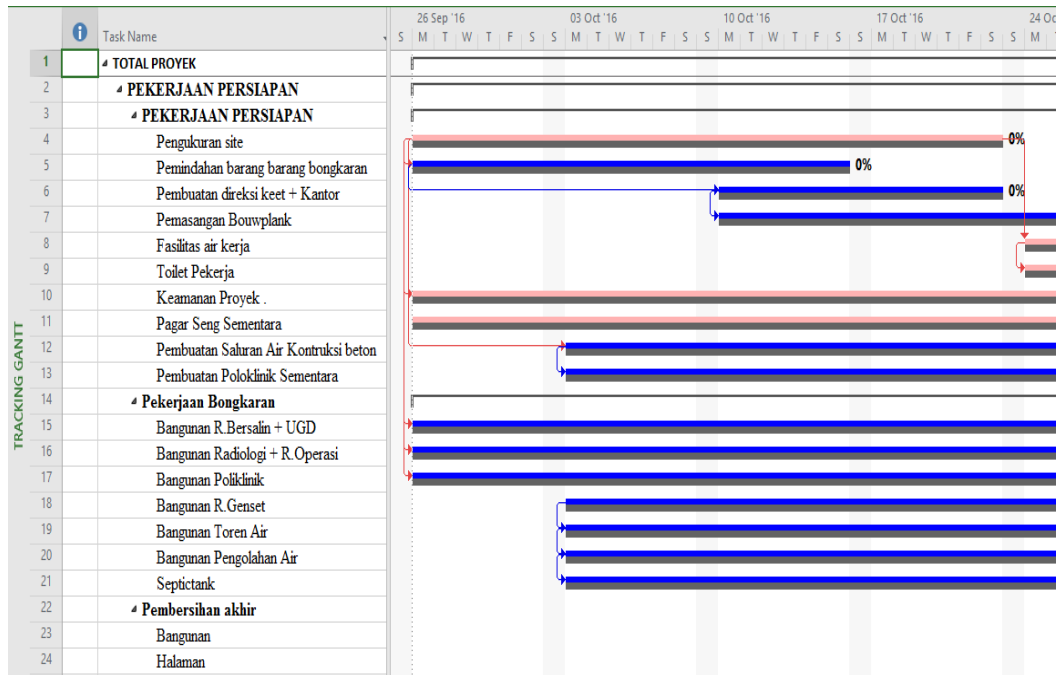 26 Sep '16 03 Oct '16 10 Oct '16 17 Oct '16 24 Oc
Task Name S M T W T F S S M T W T F S S M T W T F S S M T W T F S S M
1 TOTAL PROYEK
2 PEKERJAAN PERSIAPAN
3 PEKERJAAN PERSIAPAN
4 Pengukuran site 0%
5 Pemindahan barang barang bongkaran 0%
6 Pembuatan direksi keet + Kantor 0%
7 Pemasangan Bouwplank
8 Fasilitas air kerja
9 Toilet Pekerja
10 Keamanan Proyek .
11 Pagar Seng Sementara
12 Pembuatan Saluran Air Kontruksi beton
13 Pembuatan Poloklinik Sementara
14 Pekerjaan Bongkaran
15 Bangunan R.Bersalin + UGD
16 Bangunan Radiologi + R.Operasi
17 Bangunan Poliklinik
18 Bangunan R.Genset
19 Bangunan Toren Air
20 Bangunan Pengolahan Air
21 Septictank
22 Pembersihan akhir
23 Bangunan
24 Halaman
TRACKING GANTT